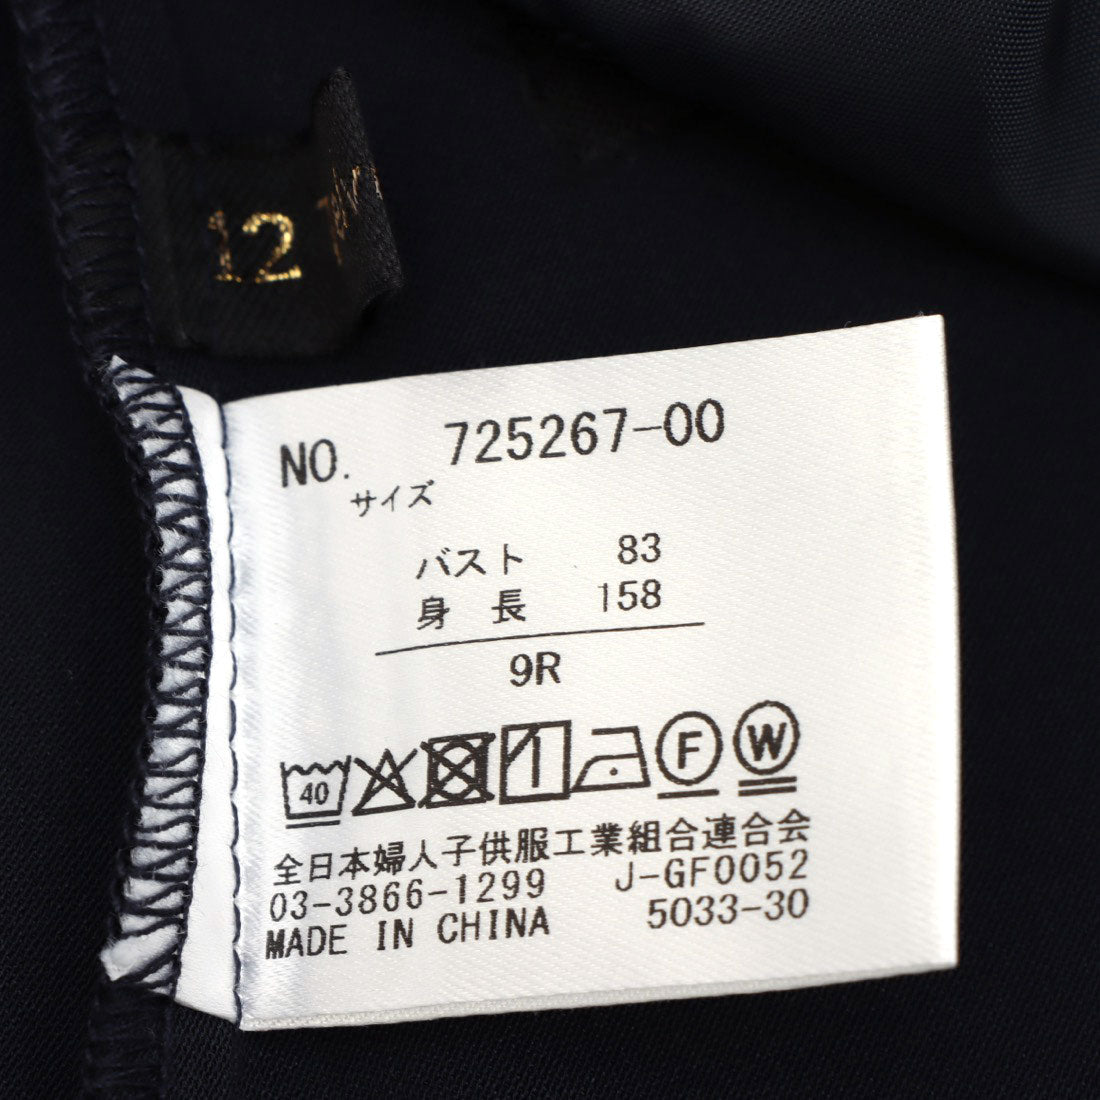 12
NO. 725267-00
サイズ
バスト 83
身長 158
9R
40
F
W
全日本婦人子供服工業組合連合会
03-3866-1299 J-GF0052
MADE IN CHINA 5033-30